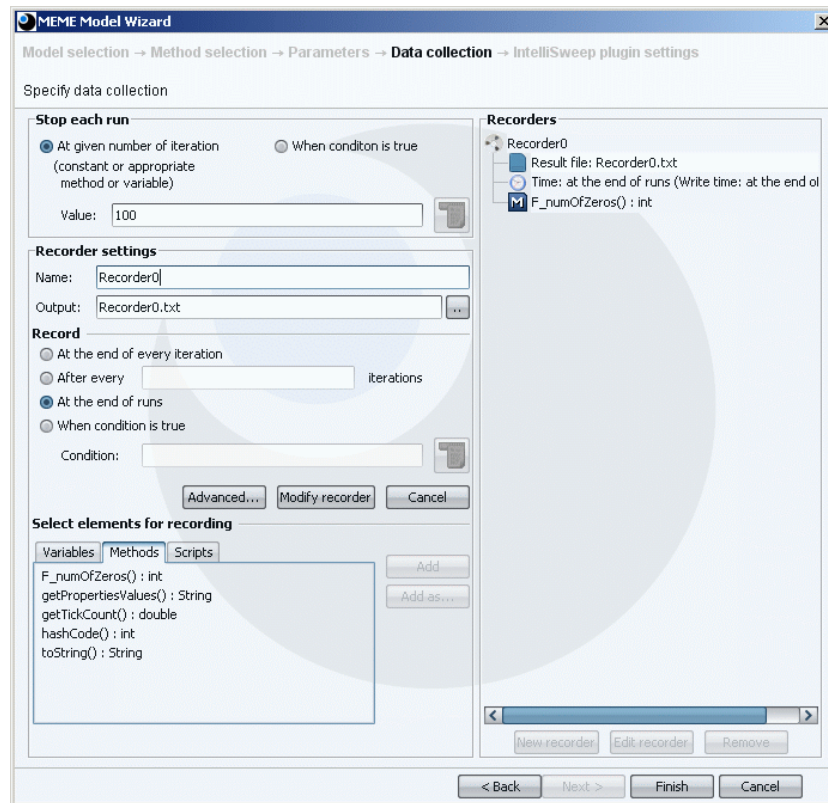 MEME Model Wizard
Model selection → Method selection → Parameters → Data collection → IntelliSweep plugin settings
Specify data collection
Stop each run
At given number of iteration
When conditon is true
(constant or appropriate
method or variable)
Value: 100
Recorder settings
Name: Recorder0
Output: Recorder0.txt
..
Record
At the end of every iteration
After every iterations
At the end of runs
When condition is true
Condition:
Advanced... Modify recorder Cancel
Select elements for recording
Variables Methods Scripts
F_numOfZeros() : int
getPropertiesValues() : String
getTickCount() : double
hashCode() : int
toString() : String
Add
Add as...
Recorders
Recorder0
Result file: Recorder0.txt
Time: at the end of runs (Write time: at the end of
M F_numOfZeros() : int
New recorder Edit recorder Remove
< Back Next > Finish Cancel